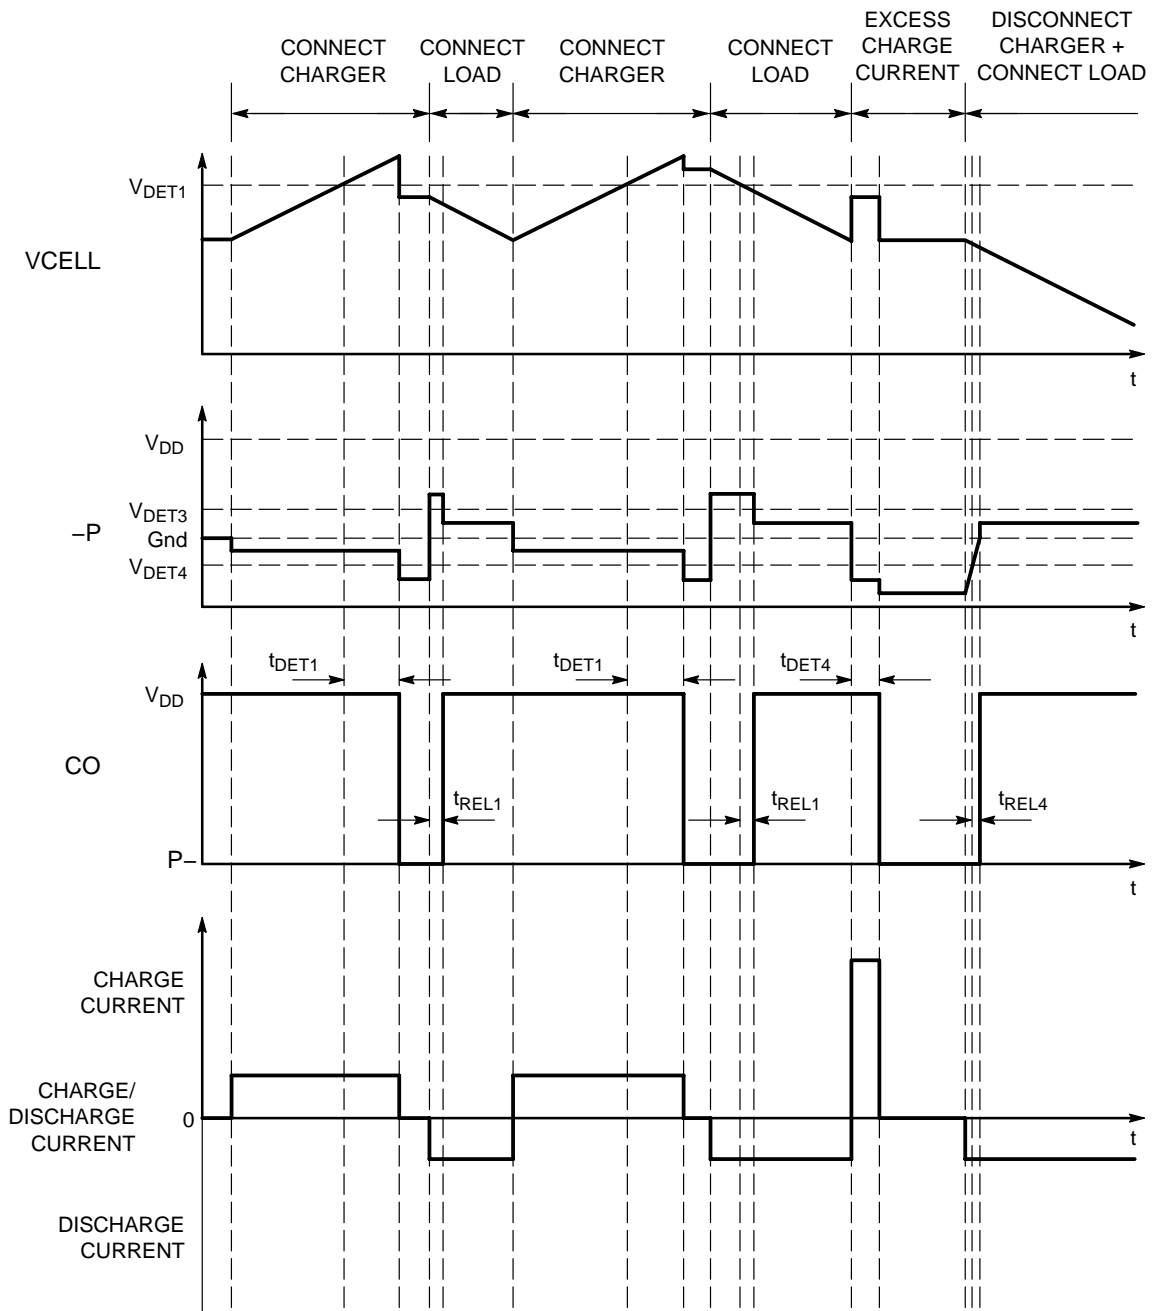 CONNECT
CHARGER
CONNECT
LOAD
CONNECT
CHARGER
CONNECT
LOAD
EXCESS
CHARGE
CURRENT
DISCONNECT
CHARGER +
CONNECT LOAD
VDET1
VCELL
t
VDD
VDET3
–P
Gnd
VDET4
t
tDET1
tDET1
tDET4
VDD
CO
tREL1
tREL1
tREL4
P–
t
CHARGE
CURRENT
CHARGE/
DISCHARGE
CURRENT
0
t
DISCHARGE
CURRENT